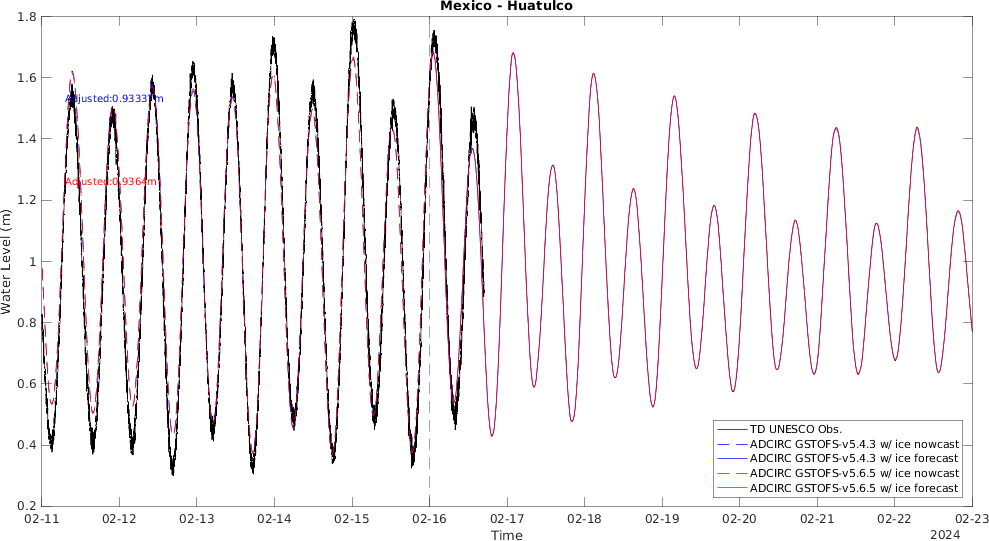 Mexico - Huatulco
1.8
1.6
1.4
1.2
1
0.8
0.6
0.4
0.2
Water Level (m)
Adjusted:0.9364m
TD UNESCO Obs.
ADCIRC GSTOFS-v5.4.3 w/ ice nowcast
ADCIRC GSTOFS-v5.4.3 w/ ice forecast
ADCIRC GSTOFS-v5.6.5 w/ ice nowcast
ADCIRC GSTOFS-v5.6.5 w/ ice forecast
02-11 02-12 02-13 02-14 02-15 02-16 02-17 02-18 02-19 02-20 02-21 02-22 02-23
Time
2024